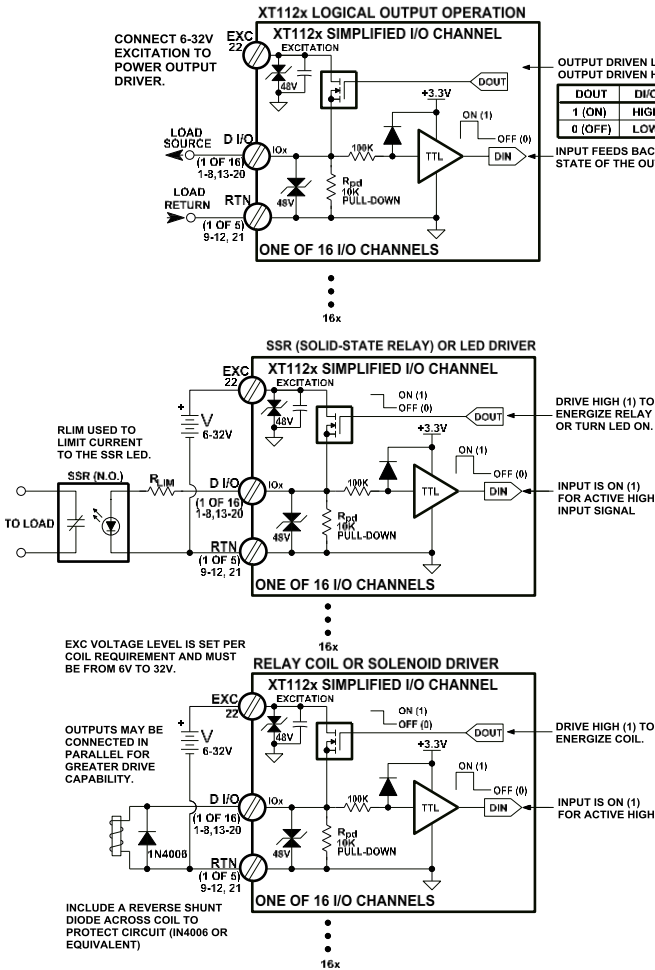 XT112x LOGICAL OUTPUT OPERATION
CONNECT 6-32V
EXCITATION TO
POWER OUTPUT
DRIVER.
EXC
22
XT112x SIMPLIFIED I/O CHANNEL
EXCITATION
48V
DOUT
+3.3V
ON (1)
OFF (0)
LOAD
SOURCE
D I/O
(1 OF 16)
1-8,13-20
IOx
100K
TTL
DIN
LOAD
RETURN
RTN
(1 OF 5)
9-12, 21
48V
Rpd
10K
PULL-DOWN
ONE OF 16 I/O CHANNELS
OUTPUT DRIVEN
OUTPUT DRIVEN
DOUT
1 (ON)
0 (OFF)
INPUT FEEDS
STATE OF THE
16x
SSR (SOLID-STATE RELAY) OR LED DRIVER
EXC
22
XT112x SIMPLIFIED I/O CHANNEL
EXCITATION
48V
ON (1)
OFF (0)
DOUT
DRIVE HIGH (1) TO
ENERGIZE RELAY
OR TURN LED ON.
+
V
6-32V
RLIM USED TO
LIMIT CURRENT
TO THE SSR LED.
SSR (N.O.)
RLIM
TO LOAD
D I/O
(1 OF 16)
1-8,13-20
IOx
100K
+3.3V
ON (1)
OFF (0)
TTL
DIN
INPUT IS ON (1)
FOR ACTIVE HIGH
INPUT SIGNAL
48V
Rpd
10K
PULL-DOWN
RTN
(1 OF 5)
9-12, 21
ONE OF 16 I/O CHANNELS
16x
EXC VOLTAGE LEVEL IS SET PER
COIL REQUIREMENT AND MUST
BE FROM 6V TO 32V.
RELAY COIL OR SOLENOID DRIVER
EXC
22
XT112x SIMPLIFIED I/O CHANNEL
EXCITATION
48V
ON (1)
OFF (0)
DOUT
DRIVE HIGH (1) TO
ENERGIZE COIL.
+
V
6-32V
OUTPUTS MAY BE
CONNECTED IN
PARALLEL FOR
GREATER DRIVE
CAPABILITY.
D I/O
(1 OF 16)
1-8,13-20
IOx
100K
+3.3V
ON (1)
OFF (0)
TTL
DIN
INPUT IS ON (1)
FOR ACTIVE HIGH
1N4006
48V
Rpd
10K
PULL-DOWN
RTN
(1 OF 5)
9-12, 21
ONE OF 16 I/O CHANNELS
INCLUDE A REVERSE SHUNT
DIODE ACROSS COIL TO
PROTECT CIRCUIT (IN4006 OR
EQUIVALENT)
16x